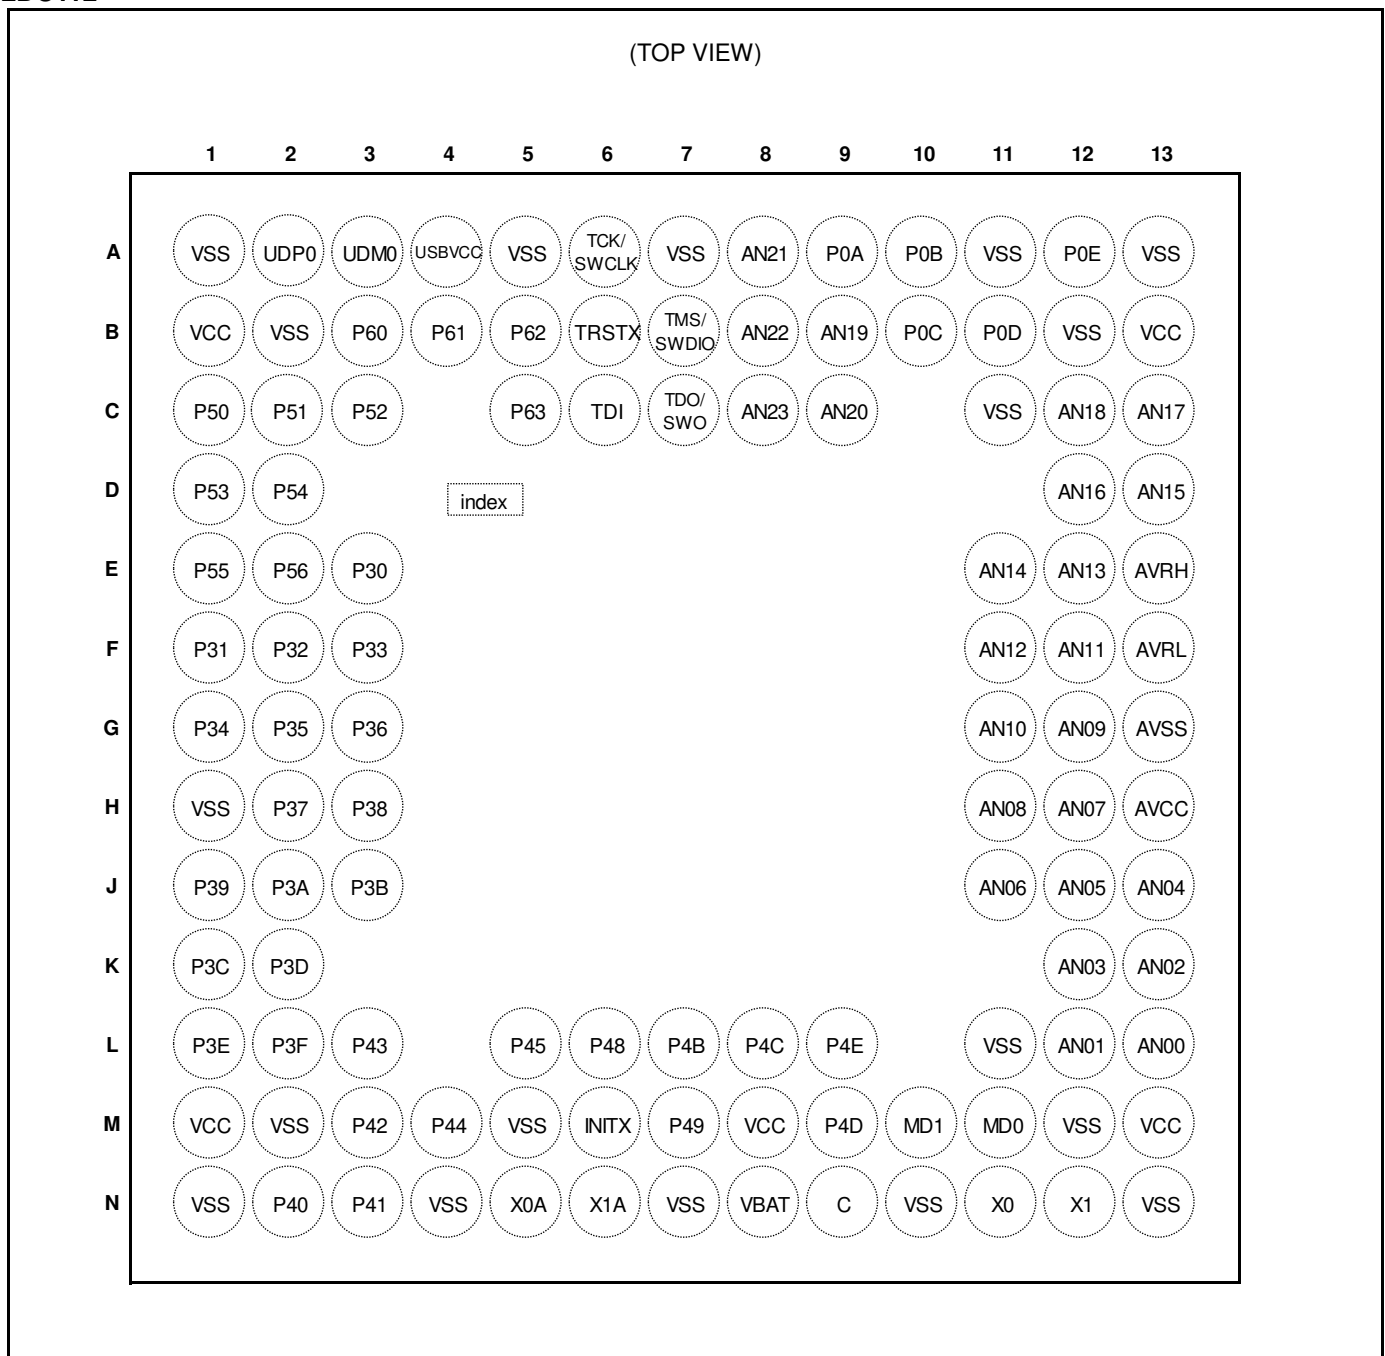 (TOP VIEW)
1 2 3 4 5 6 7 8 9 10 11 12 13
A VSS UDP0 UDM0 USBVCC VSS TCK/ SWCLK VSS AN21 P0A P0B VSS P0E VSS
B VCC VSS P60 P61 P62 TRSTX TMS/ SWDIO AN22 AN19 P0C P0D VSS VCC
C P50 P51 P52 P63 TDI TDO/ SWO AN23 AN20 VSS AN18 AN17
D P53 P54 index AN16 AN15
E P55 P56 P30 AN14 AN13 AVRH
F P31 P32 P33 AN12 AN11 AVRL
G P34 P35 P36 AN10 AN09 AVSS
H VSS P37 P38 AN08 AN07 AVCC
J P39 P3A P3B AN06 AN05 AN04
K P3C P3D AN03 AN02
L P3E P3F P43 P45 P48 P4B P4C P4E VSS AN01 AN00
M VCC VSS P42 P44 VSS INITX P49 VCC P4D MD1 MD0 VSS VCC
N VSS P40 P41 VSS X0A X1A VSS VBAT C VSS X0 X1 VSS